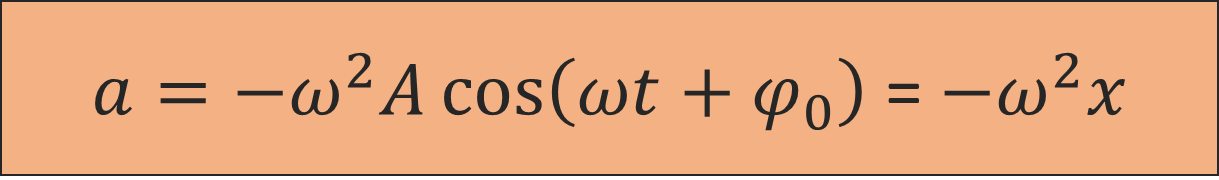 a = −ω²A cos(ωt + φ₀) = −ω²x